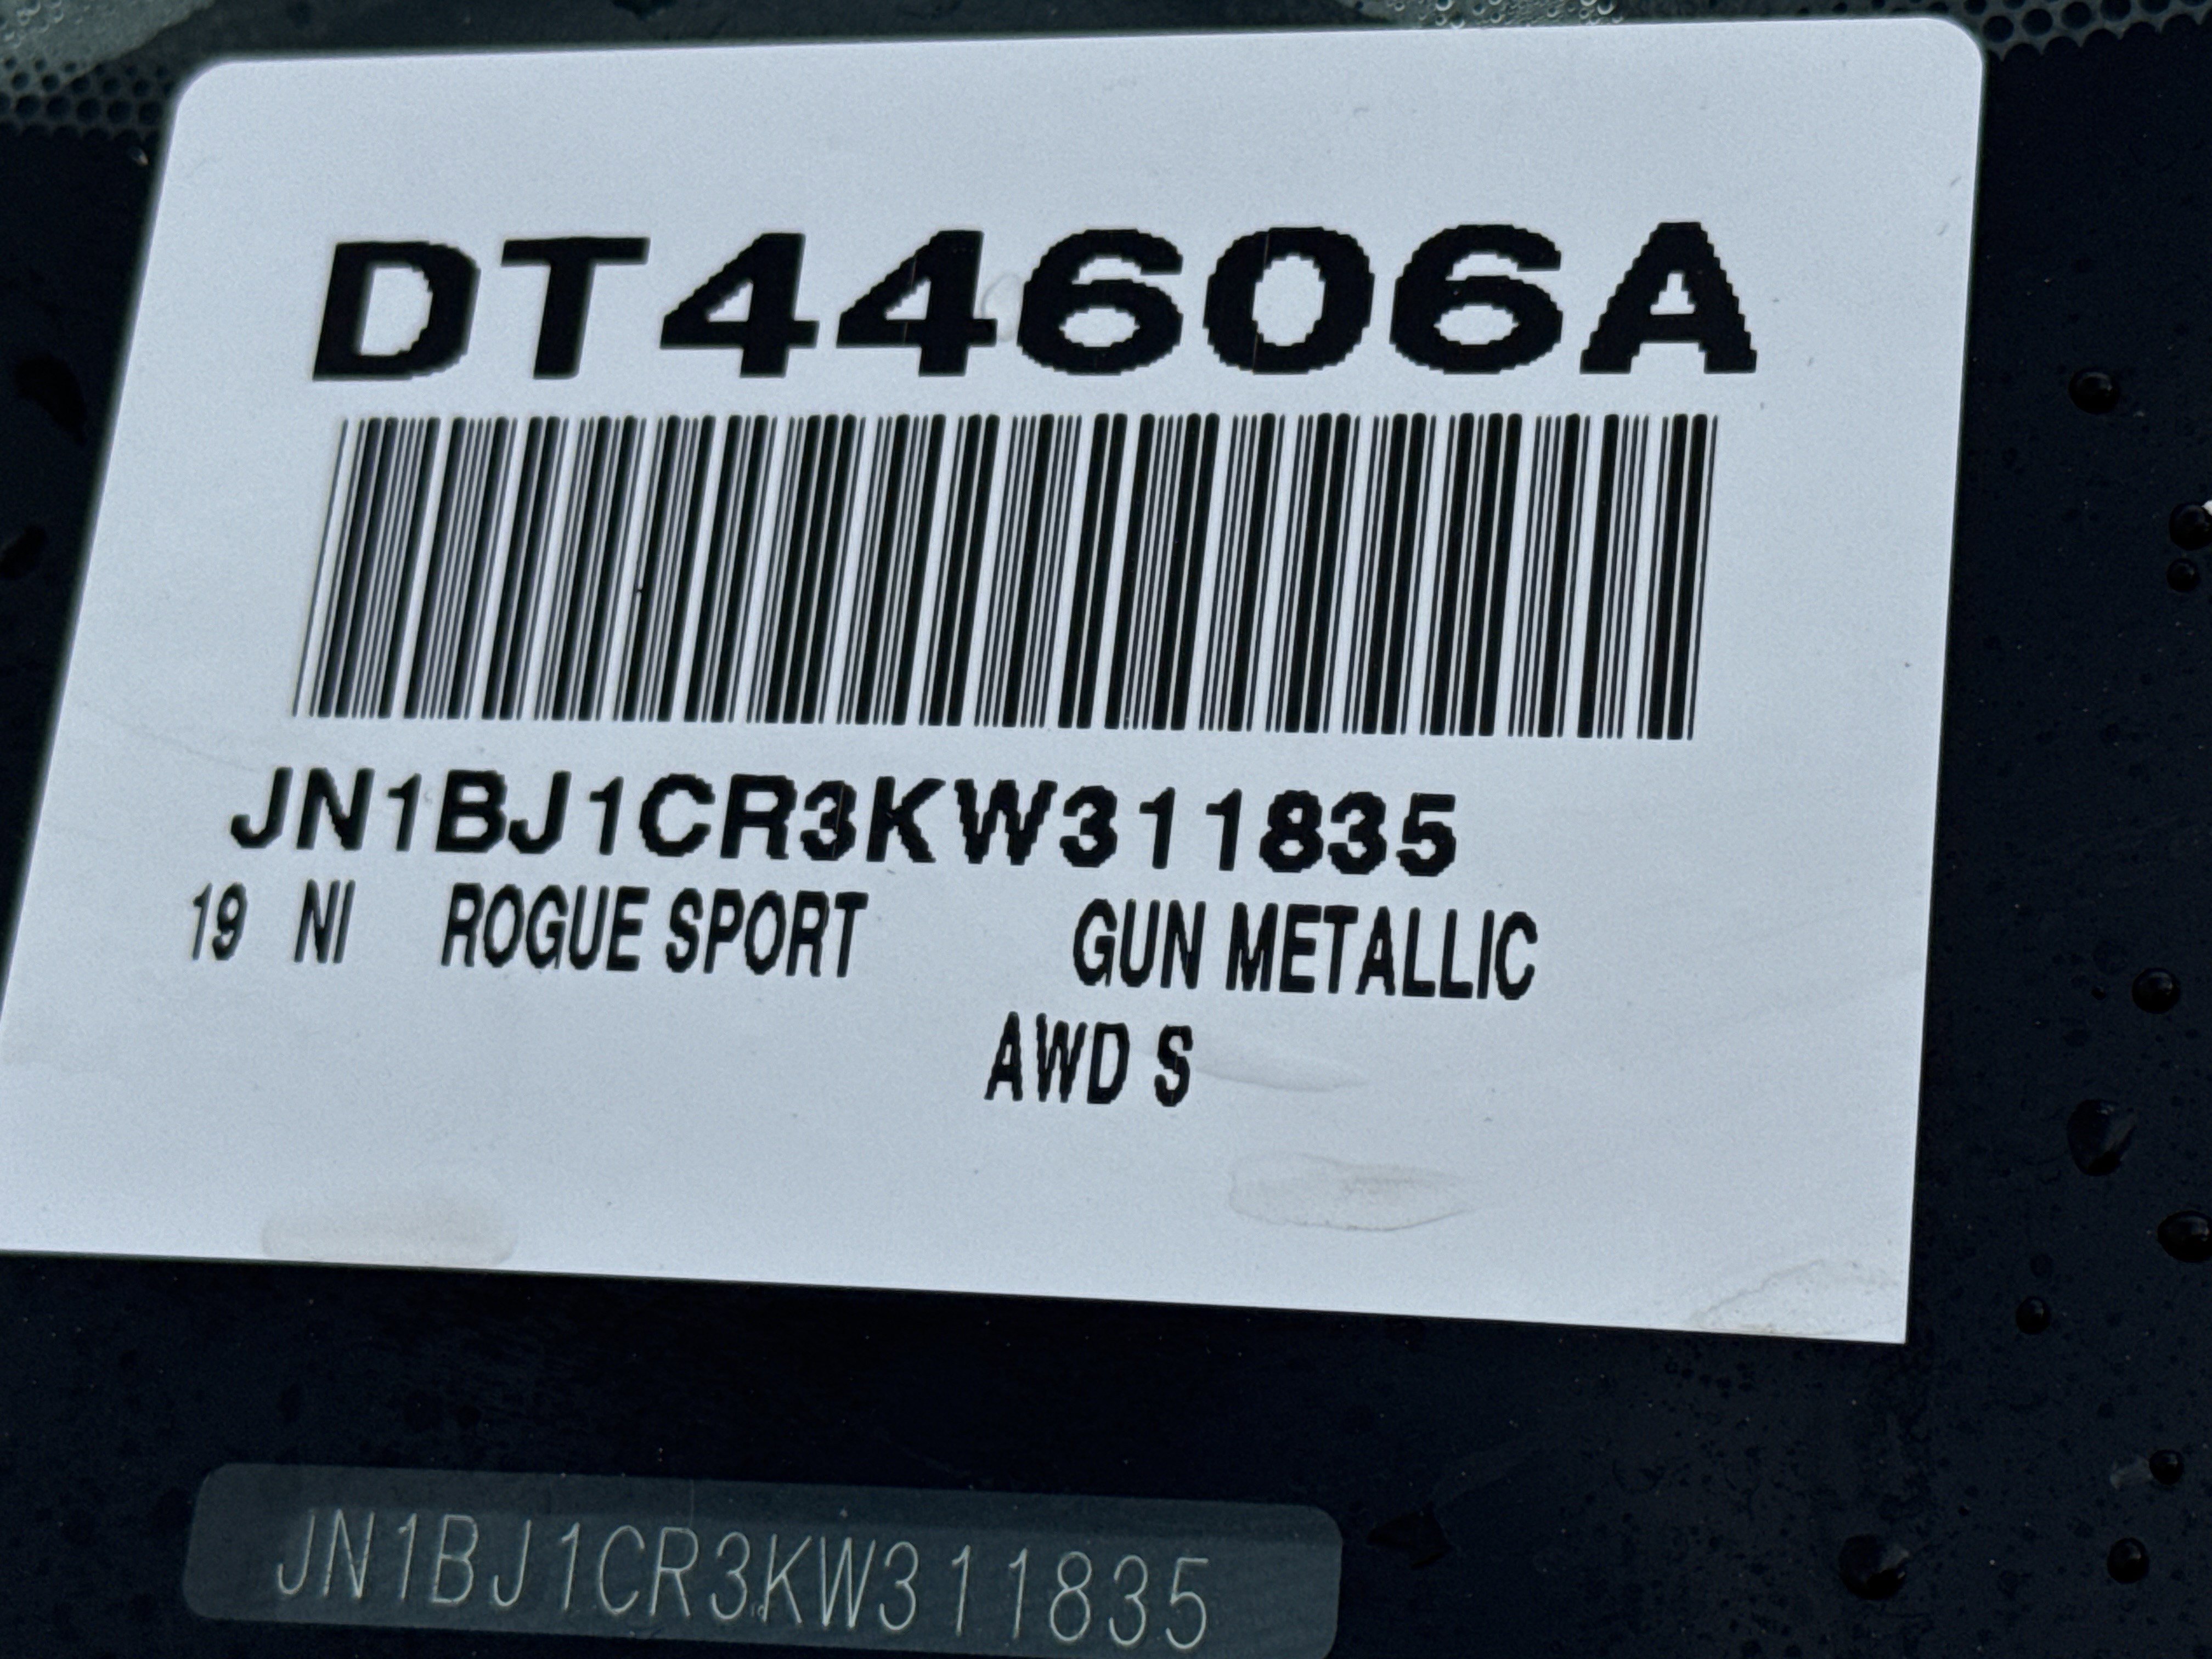 DT44606A
JN1BJ1CR3KW311835
19 NI ROGUE SPORT GUN METALLIC
AWD S
JN1BJ1CR3KW311835